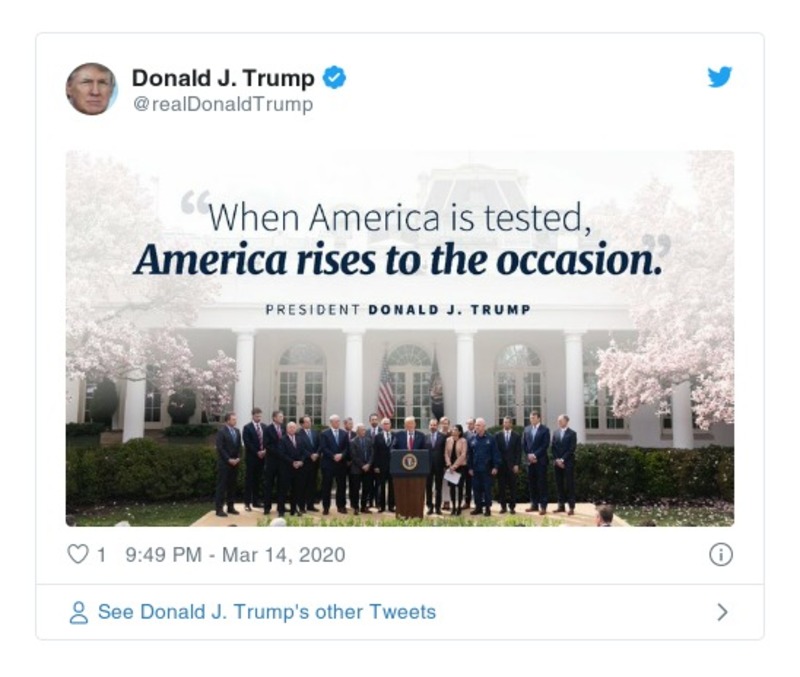 Donald J. Trump
@realDonaldTrump
“When America is tested,
America rises to the occasion.”
PRESIDENT DONALD J. TRUMP
1 9:49 PM - Mar 14, 2020
See Donald J. Trump's other Tweets